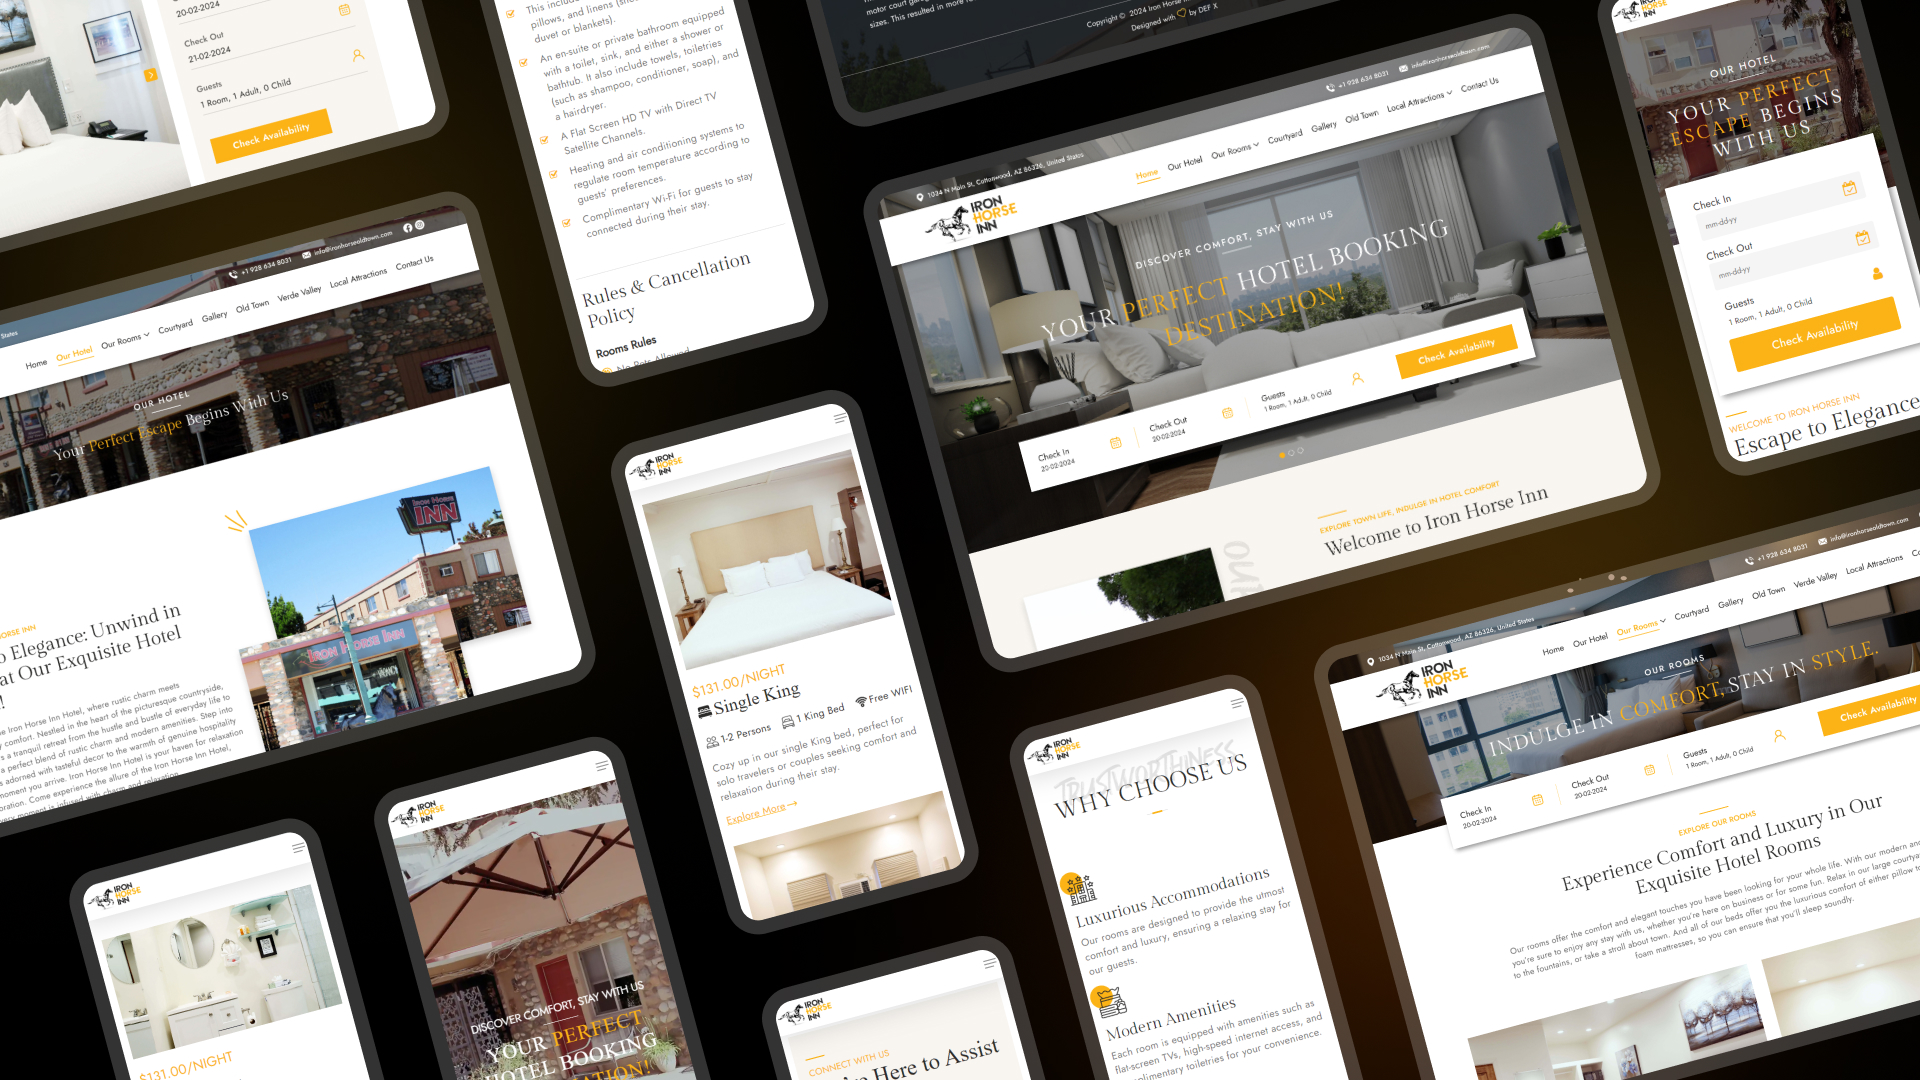 20-02-2024
Check Out
21-02-2024
Guests
1 Room, 1 Adult, 0 Child
Check Availability
pillows, and linens
duvet or blankets).
An en-suite or private bathroom equipped
with a toilet, sink, and either a shower or
bathtub. It also include towels, toiletries
(such as shampoo, conditioner, soap), and
a hairdryer.
A Flat Screen HD TV with Direct TV
Satellite Channels.
Heating and air conditioning systems to
regulate room temperature according to
guests' preferences.
Complimentary Wi-Fi for guests to stay
connected during their stay.
Rules & Cancellation
Policy
Rooms Rules
No Pets Allowed
sizes. This resulted in more
Copyright © 2024 Iron Horse
Designed with by DEF X
+1 928 634 8031
info@ironhorseoldtown.com
1034 N Main St, Cottonwood, AZ 86326, United States
IRON
HORSE
INN
Home
Our Hotel
Our Rooms
Courtyard
Gallery
Old Town
Local Attractions
Contact Us
DISCOVER COMFORT, STAY WITH US
YOUR PERFECT HOTEL BOOKING
DESTINATION!
Check In
20-02-2024
Check Out
20-02-2024
Guests
1 Room, 1 Adult, 0 Child
Check Availability
EXPLORE TOWN LIFE, INDULGE IN HOTEL COMFORT
Welcome to Iron Horse Inn
HORSE
INN
OUR HOTEL
YOUR PERFECT
ESCAPE BEGINS
WITH US
Check In
mm-dd-yy
Check Out
mm-dd-yy
Guests
1 Room, 1 Adult, 0 Child
Check Availability
WELCOME TO IRON HORSE INN
Escape to Elegance
States
+1 928 634 8031
info@ironhorseoldtown.com
Home
Our Hotel
Our Rooms
Courtyard
Gallery
Old Town
Verde Valley
Local Attractions
Contact Us
OUR HOTEL
Your Perfect Escape Begins With Us
IRON HORSE
INN
IRON HORSE INN
HORSE INN
o Elegance: Unwind in
at Our Exquisite Hotel
!
Iron Horse Inn Hotel, where rustic charm meets
comfort. Nestled in the heart of the picturesque countryside,
a tranquil retreat from the hustle and bustle of everyday life to
a perfect blend of rustic charm and modern amenities. Step into
adorned with tasteful decor to the warmth of genuine hospitality
moment you arrive. Iron Horse Inn Hotel is your haven for relaxation
Come experience the allure of the Iron Horse Inn Hotel,
every moment is infused with charm and relaxation.
IRON
HORSE
INN
$131.00/NIGHT
Single King
1-2 Persons
1 King Bed
Free WIFI
Cozy up in our single King bed, perfect for
solo travelers or couples seeking comfort and
relaxation during their stay.
Explore More
IRON
HORSE
INN
TRUSTWORTHINESS
WHY CHOOSE US
Luxurious Accommodations
Our rooms are designed to provide the utmost
comfort and luxury, ensuring a relaxing stay for
our guests.
Modern Amenities
Each room is equipped with amenities such as
flat-screen TVs, high-speed internet access, and
complimentary toiletries for your convenience.
+1 928 634 8031
info@ironhorseoldtown.com
1034 N Main St, Cottonwood, AZ 86326, United States
IRON
HORSE
INN
Home
Our Hotel
Our Rooms
Courtyard
Gallery
Old Town
Verde Valley
Local Attractions
OUR ROOMS
INDULGE IN COMFORT, STAY IN STYLE.
Check In
20-02-2024
Check Out
20-02-2024
Guests
1 Room, 1 Adult, 0 Child
Check Availability
EXPLORE OUR ROOMS
Experience Comfort and Luxury in Our
Exquisite Hotel Rooms
Our rooms offer the comfort and elegant touches you have been looking for your whole life. With our modern and
you're sure to enjoy any stay with us, whether you're here on business or for some fun. Relax in our large courtyard
to the fountains, or take a stroll about town. And all of our beds offer you the luxurious comfort of either pillow to
foam mattresses, so you can ensure that you'll sleep soundly.
IRON
HORSE
INN
$131.00/NIGHT
IRON
HORSE
INN
DISCOVER COMFORT, STAY WITH US
YOUR PERFECT
HOTEL BOOKING
IRON
HORSE
INN
CONNECT WITH US
Here to Assist